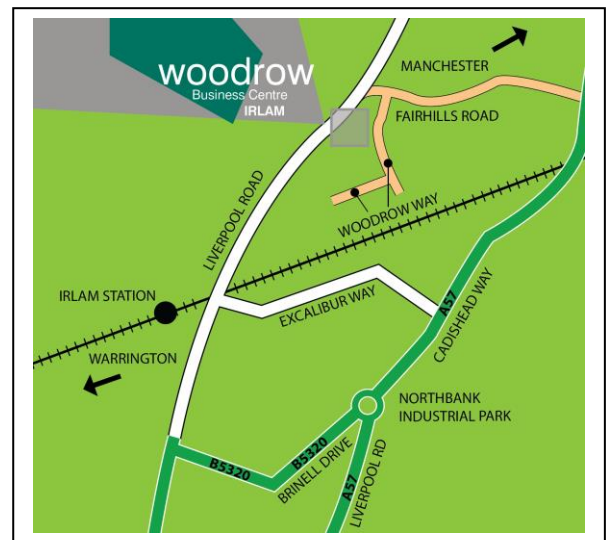 woodrow
Business Centre
IRLAM
MANCHESTER
FAIRHILLS ROAD
LIVERPOOL ROAD
WOODROW WAY
IRLAM STATION
EXCALIBUR WAY
A57
CADISHEAD WAY
WARRINGTON
NORTHBANK
INDUSTRIAL PARK
B5320
B5320
BRINELL DRIVE
A57
LIVERPOOL RD